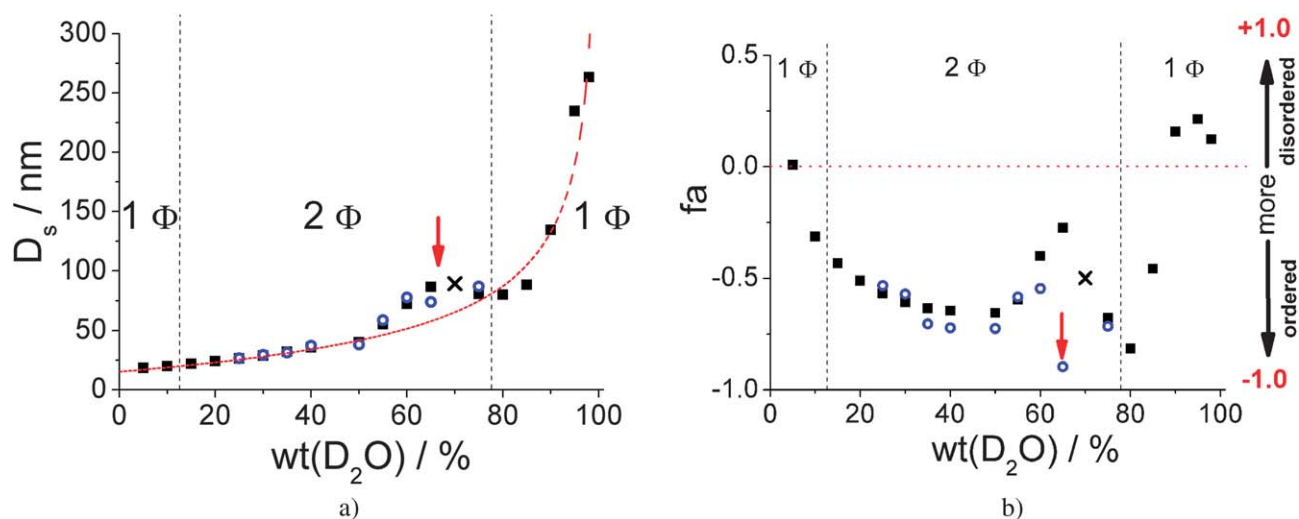 300
250
200
150
100
50
0
D_s / nm
1 Φ
2 Φ
1 Φ
0 20 40 60 80 100
wt(D₂O) / %
a)
0.5
0.0
-0.5
-1.0
fa
1 Φ
2 Φ
1 Φ
0 20 40 60 80 100
wt(D₂O) / %
b)
+1.0
disordered
more
ordered
-1.0